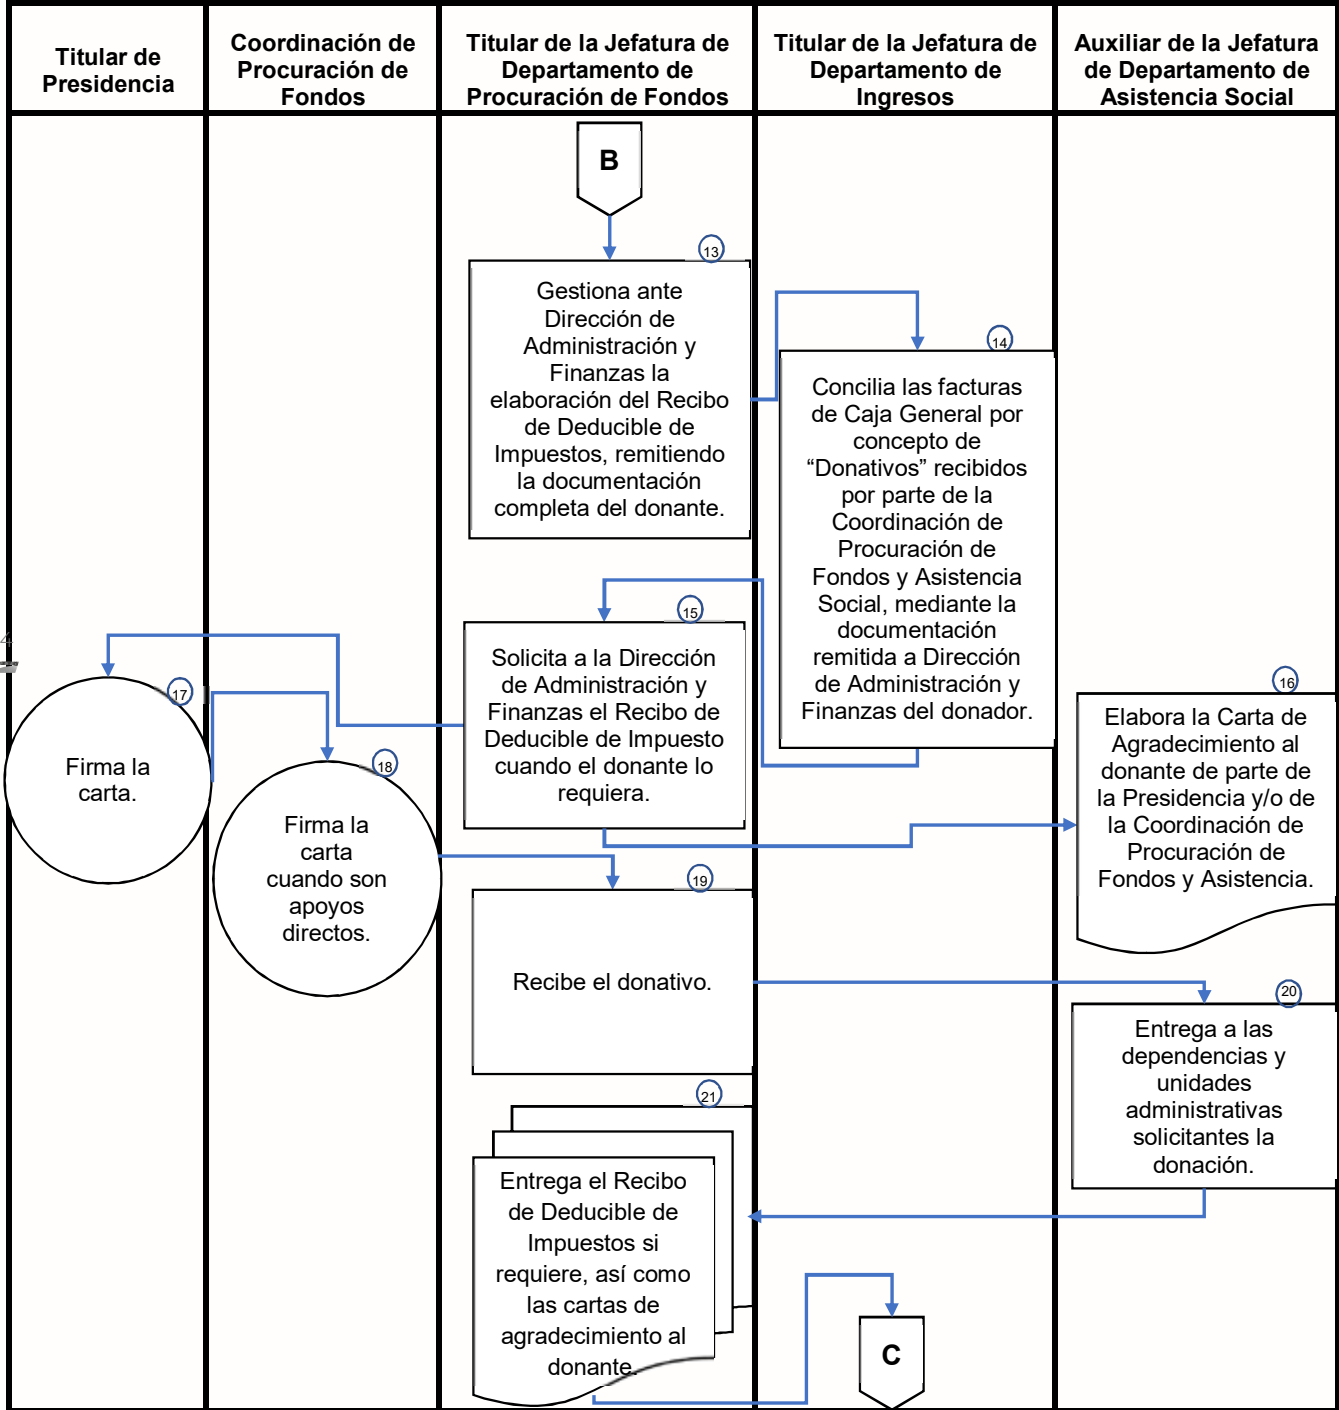 Titular de
Presidencia
Coordinación de
Procuración de
Fondos
Titular de la Jefatura de
Departamento de
Procuración de Fondos
Titular de la Jefatura de
Departamento de
Ingresos
Auxiliar de la Jefatura
de Departamento de
Asistencia Social
B
13
Gestiona ante
Dirección de
Administración y
Finanzas la
elaboración del Recibo
de Deducible de
Impuestos, remitiendo
la documentación
completa del donante.
14
Concilia las facturas
de Caja General por
concepto de
“Donativos” recibidos
por parte de la
Coordinación de
Procuración de
Fondos y Asistencia
Social, mediante la
documentación
remitida a Dirección
de Administración y
Finanzas del donador.
15
Solicita a la Dirección
de Administración y
Finanzas el Recibo de
Deducible de Impuesto
cuando el donante lo
requiera.
16
Elabora la Carta de
Agradecimiento al
donante de parte de
la Presidencia y/o de
la Coordinación de
Procuración de
Fondos y Asistencia.
17
Firma la
carta.
18
Firma la
carta
cuando son
apoyos
directos.
19
Recibe el donativo.
20
Entrega a las
dependencias y
unidades
administrativas
solicitantes la
donación.
21
Entrega el Recibo
de Deducible de
Impuestos si
requiere, así como
las cartas de
agradecimiento al
donante.
C